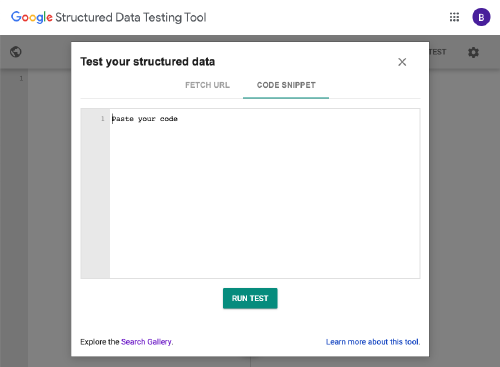 Google Structured Data Testing Tool
B
TEST
1
Test your structured data
FETCH URL
CODE SNIPPET
1
Paste your code
RUN TEST
Explore the Search Gallery.
Learn more about this tool.